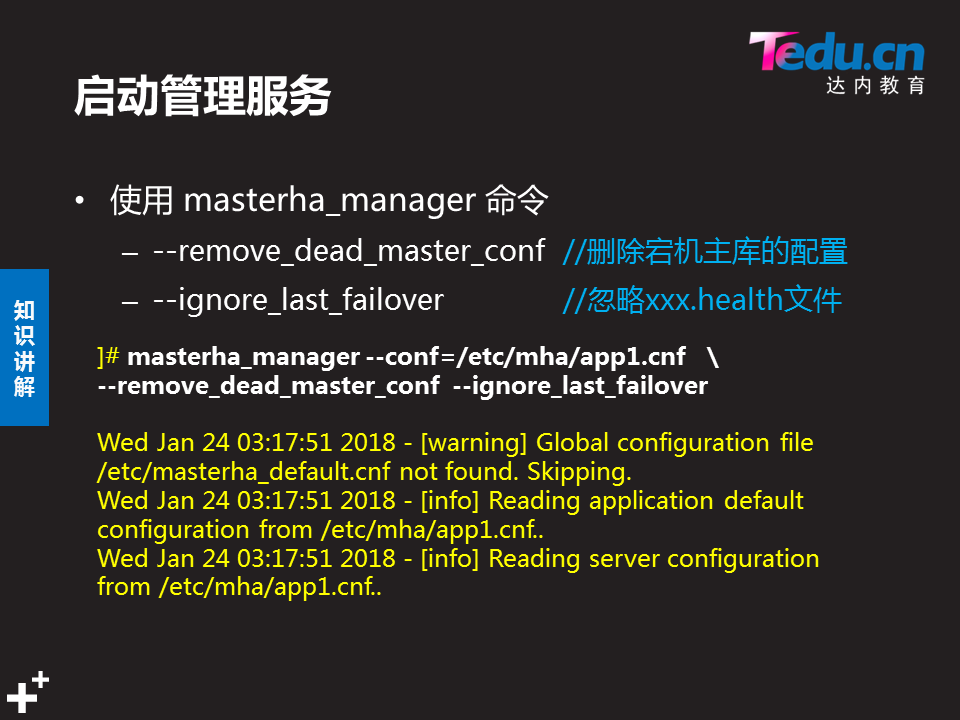 Tedu.cn
达内教育
启动管理服务
• 使用 masterha_manager 命令
– --remove_dead_master_conf //删除宕机主库的配置
– --ignore_last_failover //忽略xxx.health文件
知识讲解
]# masterha_manager --conf=/etc/mha/app1.cnf \
--remove_dead_master_conf --ignore_last_failover
Wed Jan 24 03:17:51 2018 - [warning] Global configuration file
/etc/masterha_default.cnf not found. Skipping.
Wed Jan 24 03:17:51 2018 - [info] Reading application default
configuration from /etc/mha/app1.cnf..
Wed Jan 24 03:17:51 2018 - [info] Reading server configuration
from /etc/mha/app1.cnf..